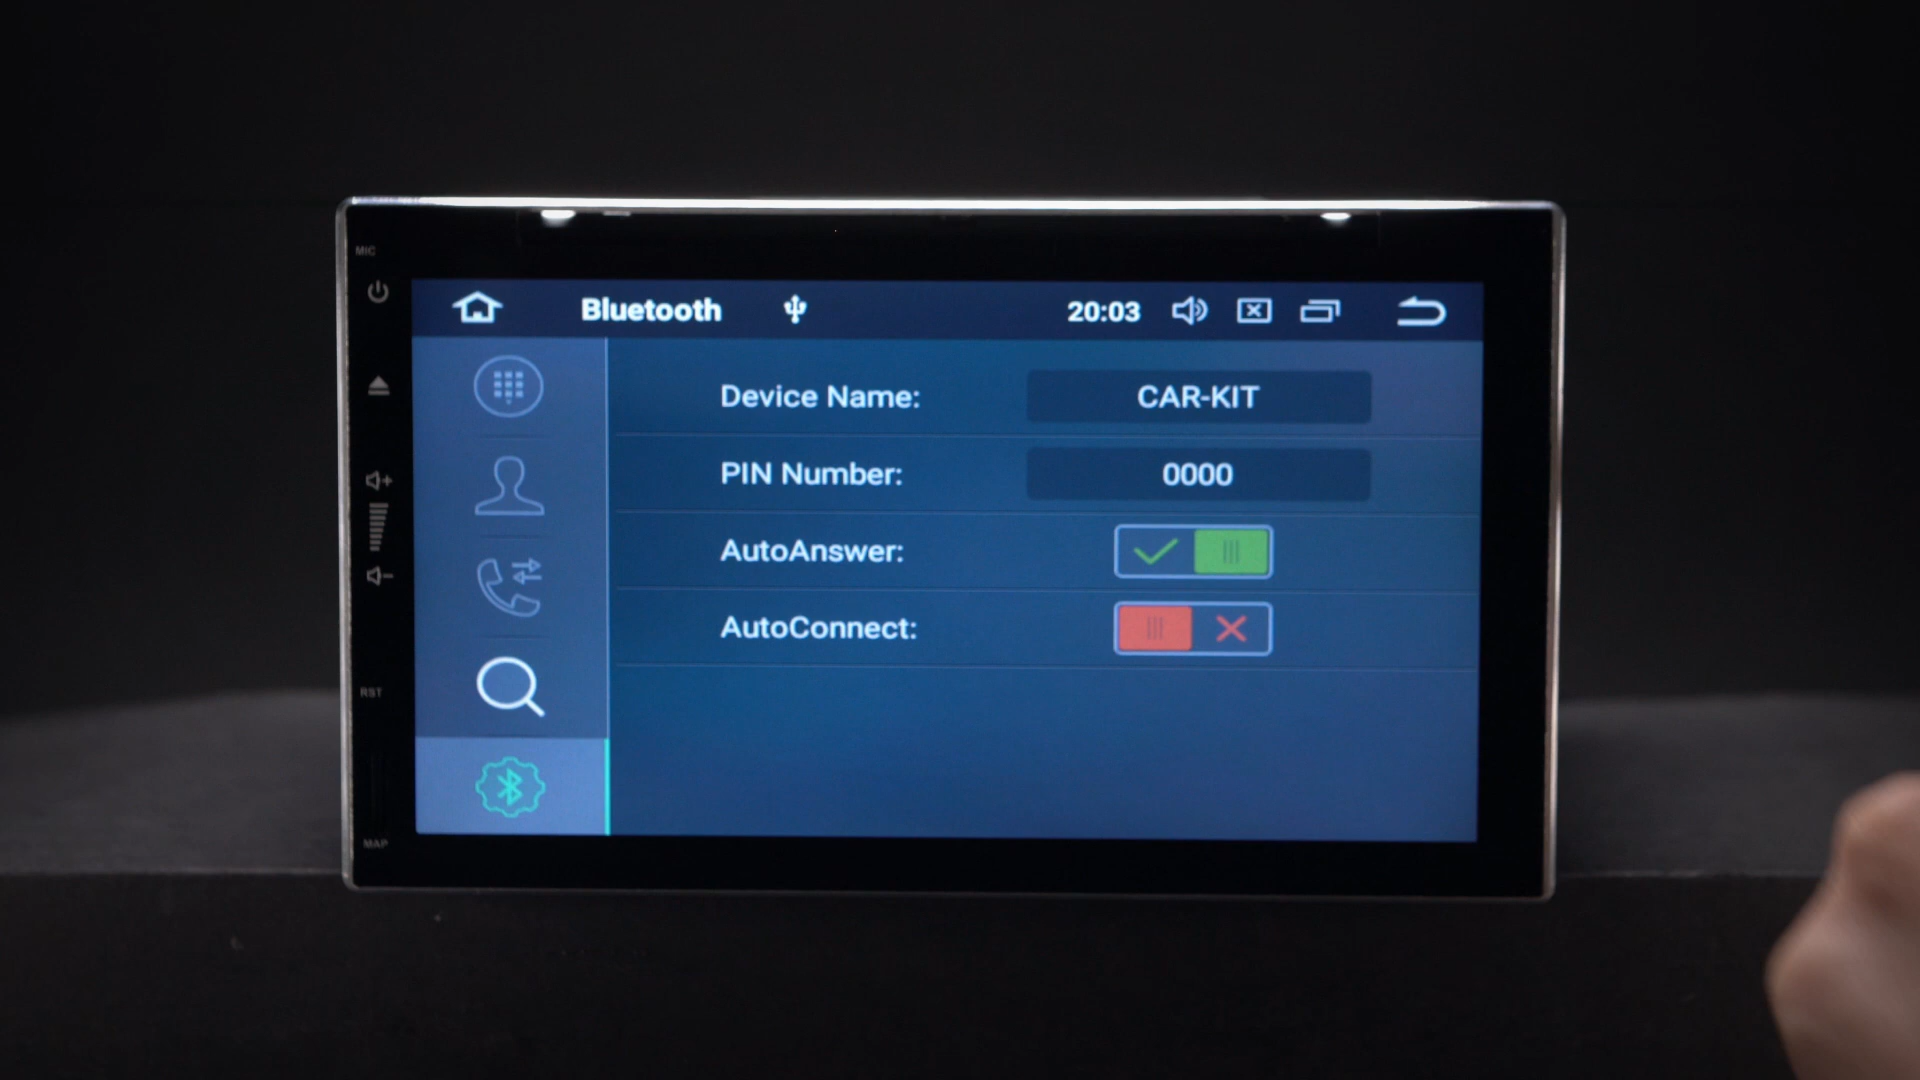 MIC
Bluetooth
20:03
Device Name:
CAR-KIT
PIN Number:
0000
AutoAnswer:
AutoConnect:
RST
MAP